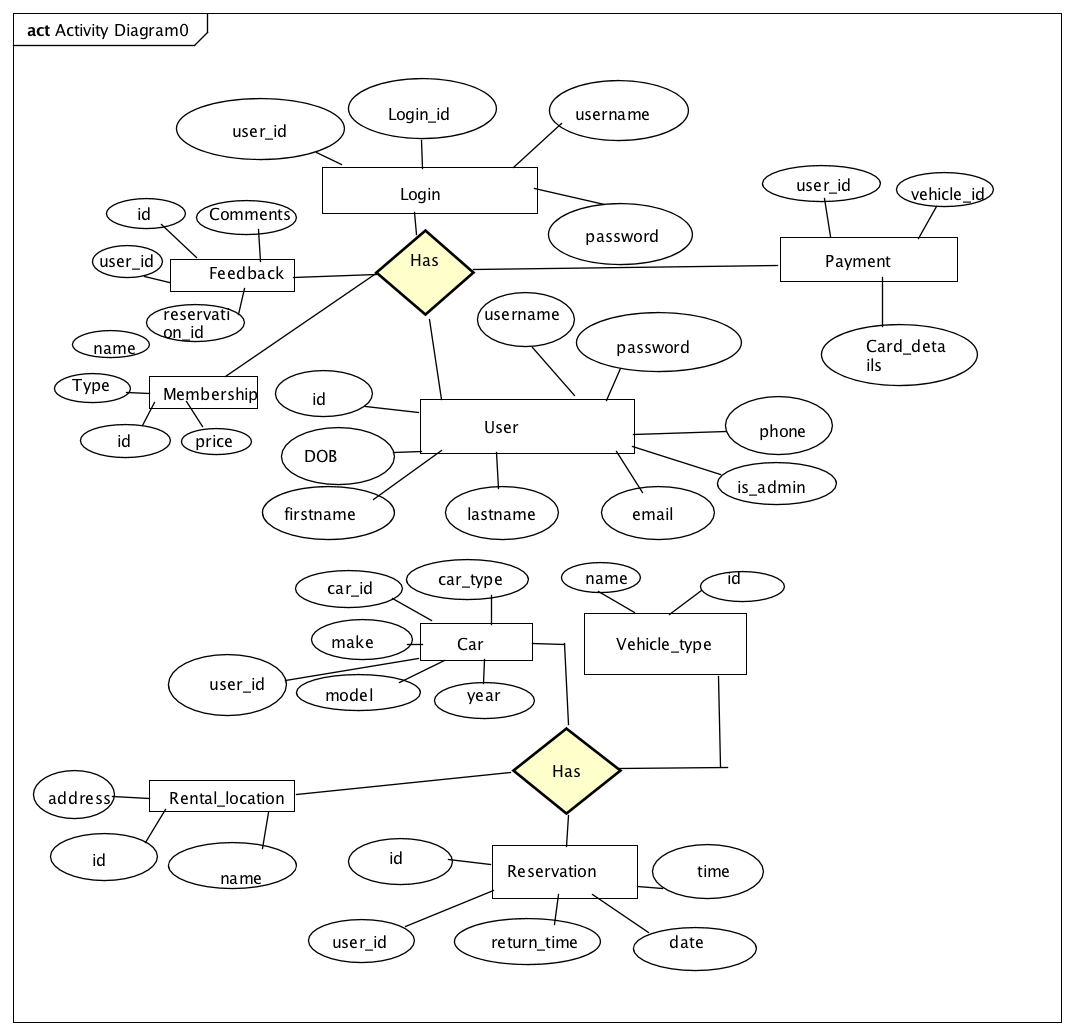 act Activity Diagram0
Login_id
username
user_id
Login
password
user_id
vehicle_id
Payment
Card_deta
ils
id
Comments
user_id
Feedback
reservati
on_id
Has
name
Type
Membership
id
price
username
password
id
User
DOB
phone
is_admin
firstname
lastname
email
car_id
car_type
name
id
make
Car
Vehicle_type
user_id
model
year
Has
address
Rental_location
id
name
id
Reservation
time
user_id
return_time
date